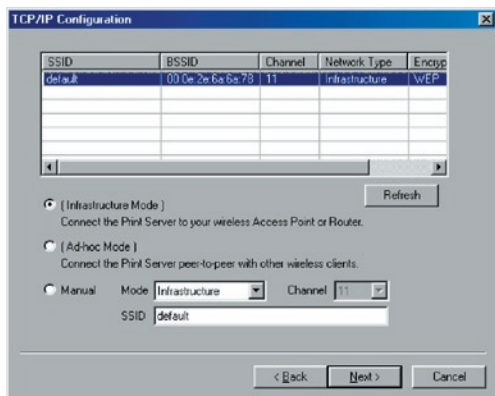 TCP/IP Configuration
SSID BSSID Channel Network Type Encryp
default 00:0e:2e:6a:6a:78 11 Infrastructure WEP
Refresh
( Infrastructure Mode )
Connect the Print Server to your wireless Access Point or Router.
( Ad-hoc Mode )
Connect the Print Server peer-to-peer with other wireless clients.
Manual Mode Infrastructure Channel 11
SSID default
< Back Next > Cancel